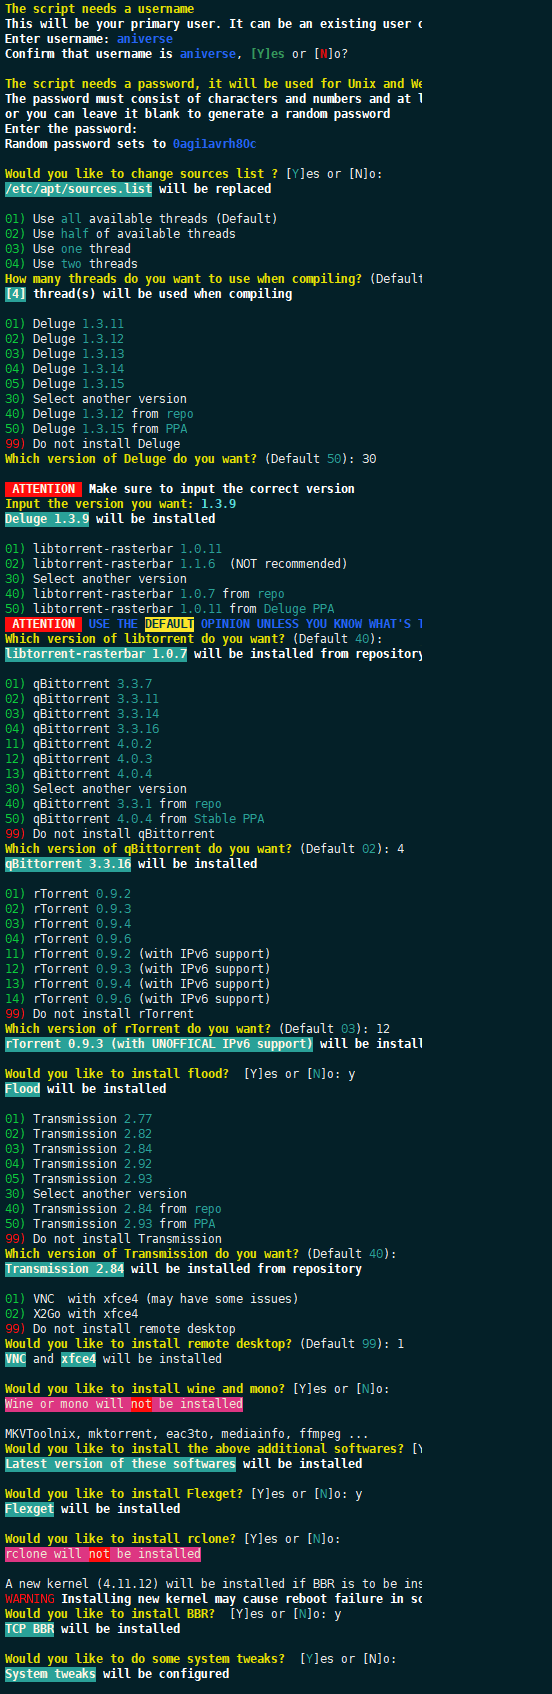 The script needs a username
This will be your primary user. It can be an existing user o
Enter username: aniverse
Confirm that username is aniverse, [Y]es or [N]o?
The script needs a password, it will be used for Unix and We
The password must consist of characters and numbers and at l
or you can leave it blank to generate a random password
Enter the password:
Random password sets to 0agilavrh8Oc
Would you like to change sources list ? [Y]es or [N]o:
/etc/apt/sources.list will be replaced
01) Use all available threads (Default)
02) Use half of available threads
03) Use one thread
04) Use two threads
How many threads do you want to use when compiling? (Default
[4] thread(s) will be used when compiling
01) Deluge 1.3.11
02) Deluge 1.3.12
03) Deluge 1.3.13
04) Deluge 1.3.14
05) Deluge 1.3.15
30) Select another version
40) Deluge 1.3.12 from repo
50) Deluge 1.3.15 from PPA
99) Do not install Deluge
Which version of Deluge do you want? (Default 50): 30
ATTENTION Make sure to input the correct version
Input the version you want: 1.3.9
Deluge 1.3.9 will be installed
01) libtorrent-rasterbar 1.0.11
02) libtorrent-rasterbar 1.1.6 (NOT recommended)
30) Select another version
40) libtorrent-rasterbar 1.0.7 from repo
50) libtorrent-rasterbar 1.0.11 from Deluge PPA
ATTENTION USE THE DEFAULT OPINION UNLESS YOU KNOW WHAT'S T
Which version of libtorrent do you want? (Default 40):
libtorrent-rasterbar 1.0.7 will be installed from repository
01) qBittorrent 3.3.7
02) qBittorrent 3.3.11
03) qBittorrent 3.3.14
04) qBittorrent 3.3.16
11) qBittorrent 4.0.2
12) qBittorrent 4.0.3
13) qBittorrent 4.0.4
30) Select another version
40) qBittorrent 3.3.1 from repo
50) qBittorrent 4.0.4 from Stable PPA
99) Do not install qBittorrent
Which version of qBittorrent do you want? (Default 02): 4
qBittorrent 3.3.16 will be installed
01) rTorrent 0.9.2
02) rTorrent 0.9.3
03) rTorrent 0.9.4
04) rTorrent 0.9.6
11) rTorrent 0.9.2 (with IPv6 support)
12) rTorrent 0.9.3 (with IPv6 support)
13) rTorrent 0.9.4 (with IPv6 support)
14) rTorrent 0.9.6 (with IPv6 support)
99) Do not install rTorrent
Which version of rTorrent do you want? (Default 03): 12
rTorrent 0.9.3 (with UNOFFICAL IPv6 support) will be install
Would you like to install flood? [Y]es or [N]o: y
Flood will be installed
01) Transmission 2.77
02) Transmission 2.82
03) Transmission 2.84
04) Transmission 2.92
05) Transmission 2.93
30) Select another version
40) Transmission 2.84 from repo
50) Transmission 2.93 from PPA
99) Do not install Transmission
Which version of Transmission do you want? (Default 40):
Transmission 2.84 will be installed from repository
01) VNC with xfce4 (may have some issues)
02) X2Go with xfce4
99) Do not install remote desktop
Would you like to install remote desktop? (Default 99): 1
VNC and xfce4 will be installed
Would you like to install wine and mono? [Y]es or [N]o:
Wine or mono will not be installed
MKVToolnix, mktorrent, eac3to, mediainfo, ffmpeg ...
Would you like to install the above additional softwares? [Y
Latest version of these softwares will be installed
Would you like to install Flexget? [Y]es or [N]o: y
Flexget will be installed
Would you like to install rclone? [Y]es or [N]o:
rclone will not be installed
A new kernel (4.11.12) will be installed if BBR is to be ins
WARNING Installing new kernel may cause reboot failure in so
Would you like to install BBR? [Y]es or [N]o: y
TCP BBR will be installed
Would you like to do some system tweaks? [Y]es or [N]o:
System tweaks will be configured